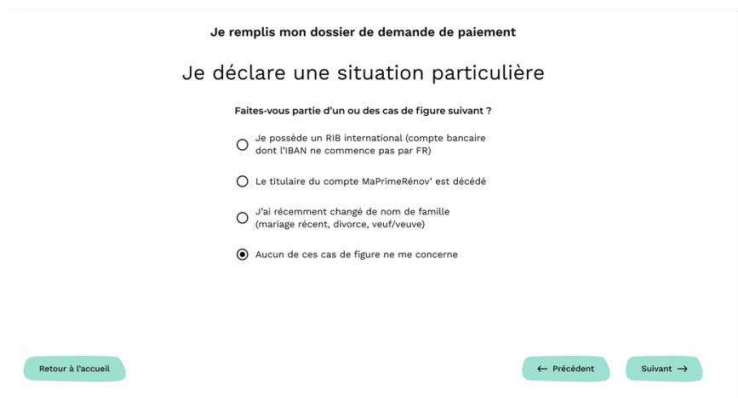 Je remplis mon dossier de demande de paiement
Je déclare une situation particulière
Faites-vous partie d'un ou des cas de figure suivant ?
Je possède un RIB international (compte bancaire
dont l'IBAN ne commence pas par FR)
Le titulaire du compte MaPrimeRénov' est décédé
J'ai récemment changé de nom de famille
(mariage récent, divorce, veuf/veuve)
Aucun de ces cas de figure ne me concerne
Retour à l'accueil
← Précédent
Suivant →